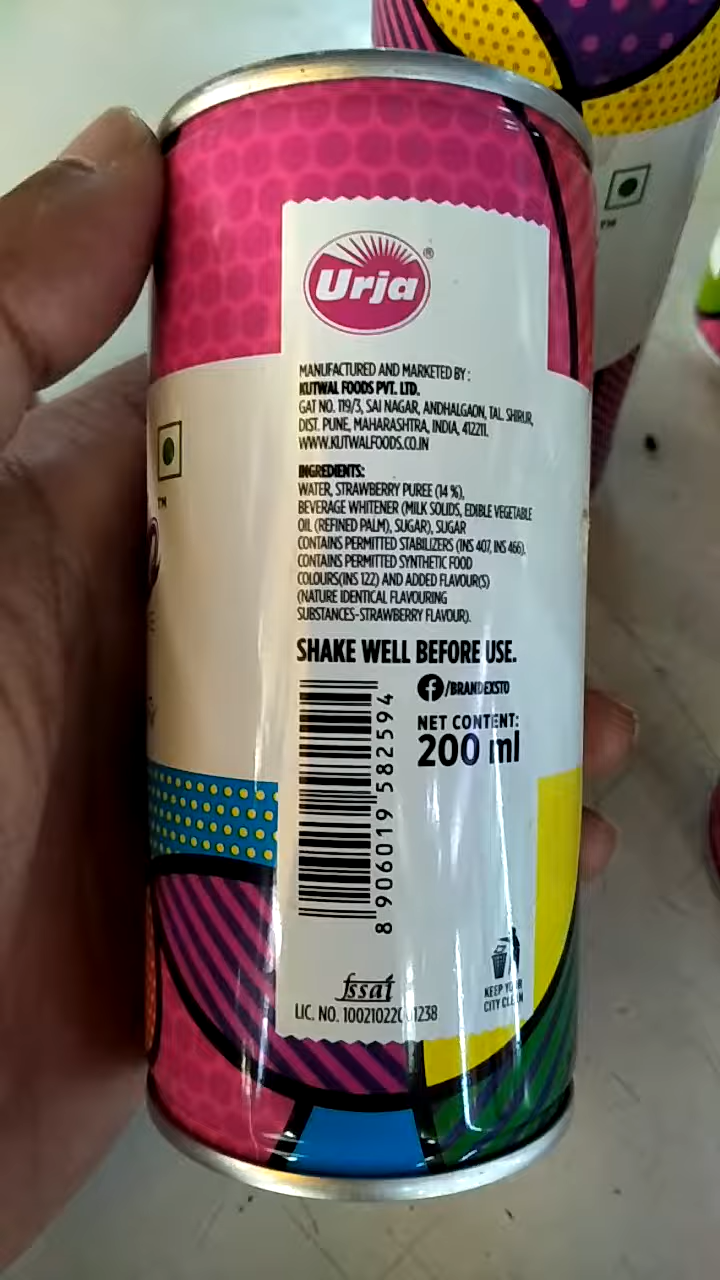 Urja®
MANUFACTURED AND MARKETED BY :
KUTWAL FOODS PVT. LTD.
GAT NO. 119/3, SAI NAGAR, ANDHALGAON, TAL. SHIRUR,
DIST. PUNE, MAHARASHTRA, INDIA, 412211.
WWW.KUTWALFOODS.CO.IN
INGREDIENTS:
WATER, STRAWBERRY PUREE (14 %),
BEVERAGE WHITENER (MILK SOLIDS, EDIBLE VEGETABLE
OIL (REFINED PALM), SUGAR), SUGAR
CONTAINS PERMITTED STABILIZERS (INS 407, INS 466).
CONTAINS PERMITTED SYNTHETIC FOOD
COLOURS(INS 122) AND ADDED FLAVOUR(S)
(NATURE IDENTICAL FLAVOURING
SUBSTANCES-STRAWBERRY FLAVOUR).
SHAKE WELL BEFORE USE.
/BRANDEXSTO
NET CONTENT:
200 ml
8 906019 582594
fssai
LIC. NO.
KEEP YOUR
CITY CLEAN
TM
TM